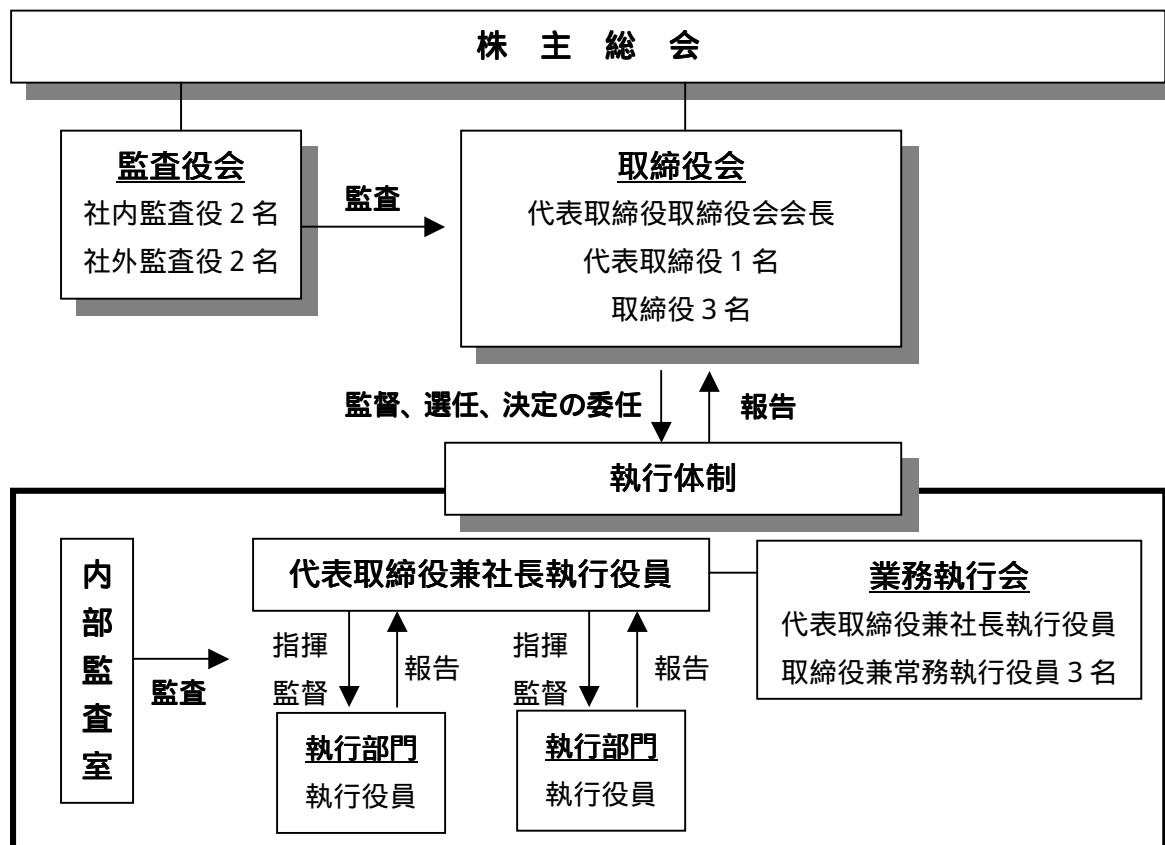 株 主 総 会
監査役会
社内監査役 2 名
社外監査役 2 名
監査
取締役会
代表取締役取締役会会長
代表取締役 1 名
取締役 3 名
監督、選任、決定の委任
報告
執行体制
内
部
監
査
室
監査
代表取締役兼社長執行役員
指揮
監督
報告
指揮
監督
報告
執行部門
執行役員
執行部門
執行役員
業務執行会
代表取締役兼社長執行役員
取締役兼常務執行役員 3 名